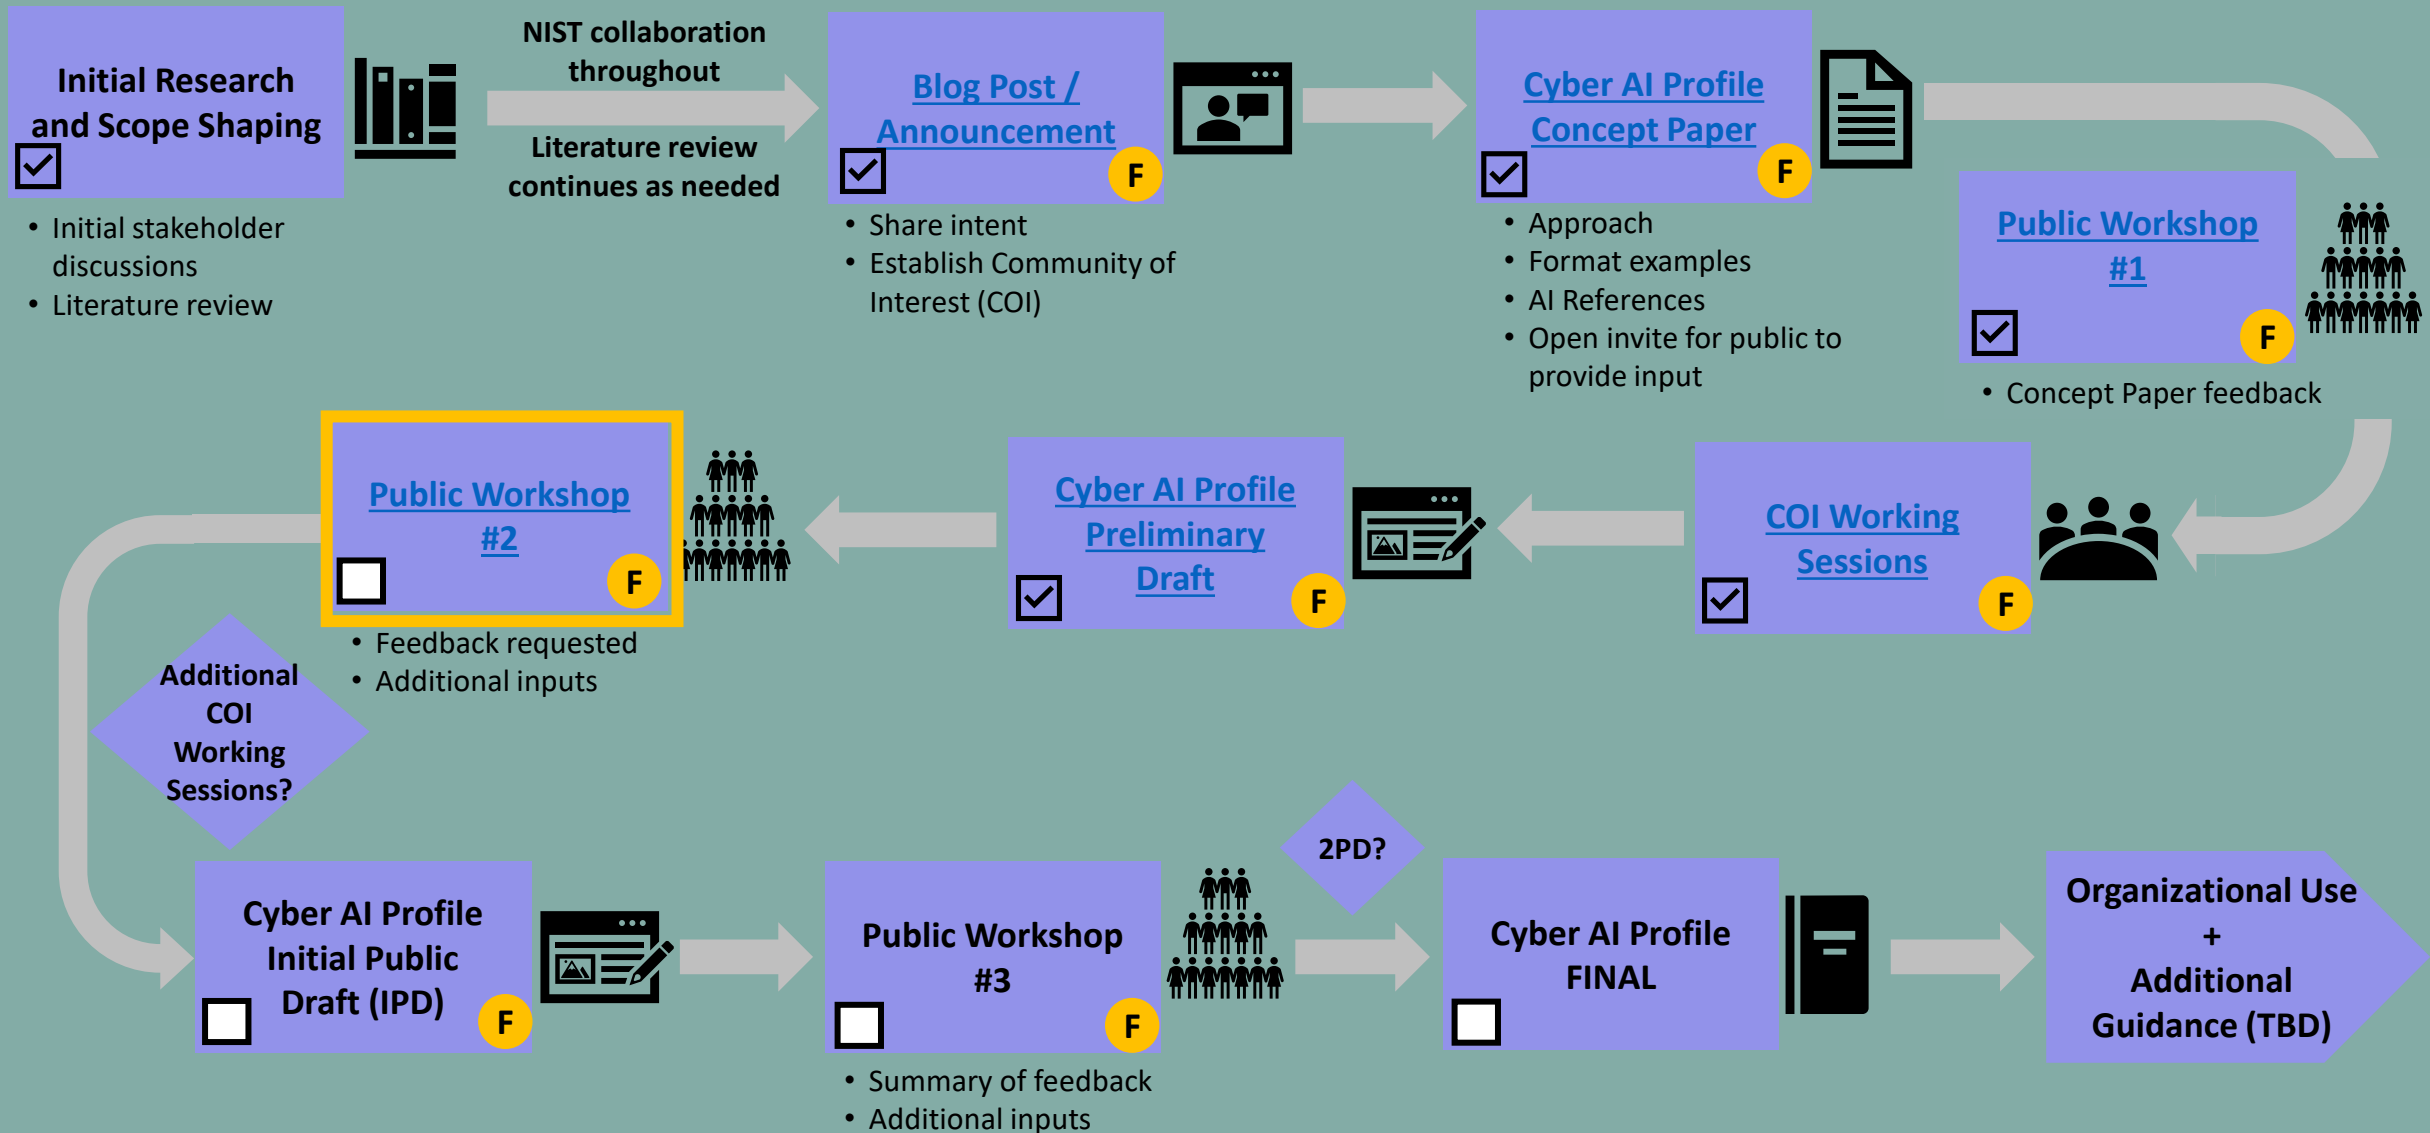 Initial Research
and Scope Shaping
• Initial stakeholder
discussions
• Literature review
NIST collaboration
throughout
Literature review
continues as needed
Blog Post /
Announcement
F
• Share intent
• Establish Community of
Interest (COI)
Cyber AI Profile
Concept Paper
F
• Approach
• Format examples
• AI References
• Open invite for public to
provide input
Public Workshop
#1
F
• Concept Paper feedback
COI Working
Sessions
F
Cyber AI Profile
Preliminary
Draft
F
Public Workshop
#2
F
• Feedback requested
• Additional inputs
Additional
COI
Working
Sessions?
Cyber AI Profile
Initial Public
Draft (IPD)
F
Public Workshop
#3
F
• Summary of feedback
• Additional inputs
2PD?
Cyber AI Profile
FINAL
Organizational Use
+
Additional
Guidance (TBD)